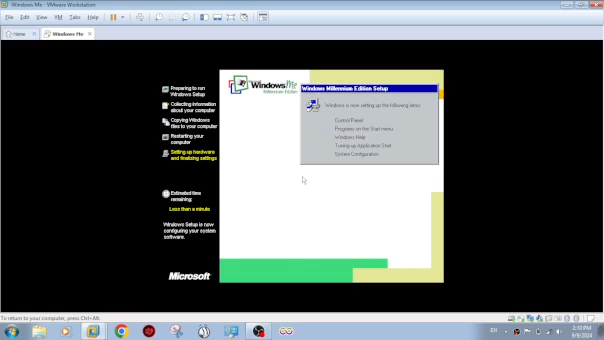 Windows Me - VMware Workstation
File Edit View VM Tabs Help
Home
Windows Me
Preparing to run
Windows Setup
Collecting information
about your computer
Copying Windows
files to your computer
Restarting your
computer
Setting up hardware
and finalizing settings
Estimated time
remaining:
Less than a minute
Windows Setup is now
configuring your system
software.
Microsoft
Windows Me
Millennium Edition
Windows Millennium Edition Setup
Windows is now setting up the following items:
Control Panel
Programs on the Start menu
Windows Help
Tuning up Application Start
System Configuration
To return to your computer, press Ctrl+Alt.
EN
2:10 PM
9/9/2024